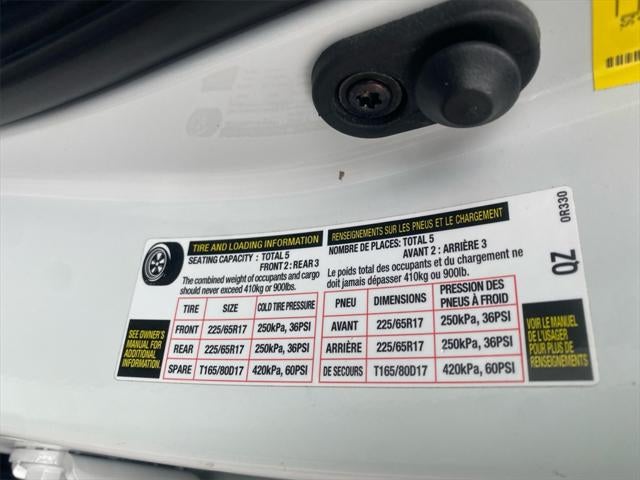 TIRE AND LOADING INFORMATION
SEATING CAPACITY : TOTAL 5
FRONT 2 : REAR 3
The combined weight of occupants and cargo
should never exceed 410kg or 900lbs.
TIRE SIZE COLD TIRE PRESSURE
FRONT 225/65R17 250kPa, 36PSI
REAR 225/65R17 250kPa, 36PSI
SPARE T165/80D17 420kPa, 60PSI
SEE OWNER'S
MANUAL FOR
ADDITIONAL
INFORMATION.
RENSEIGNEMENTS SUR LES PNEUS ET LE CHARGEMENT
NOMBRE DE PLACES: TOTAL 5
AVANT 2 : ARRIÈRE 3
Le poids total des occupants et du chargement ne
doit jamais dépasser 410kg ou 900lb.
PNEU DIMENSIONS PRESSION DES
PNEUS À FROID
AVANT 225/65R17 250kPa, 36PSI
ARRIÈRE 225/65R17 250kPa, 36PSI
DE SECOURS T165/80D17 420kPa, 60PSI
VOIR LE MANUEL
DE L'USAGER
POUR PLUS DE
RENSEIGNEMENTS
QZ
0R330